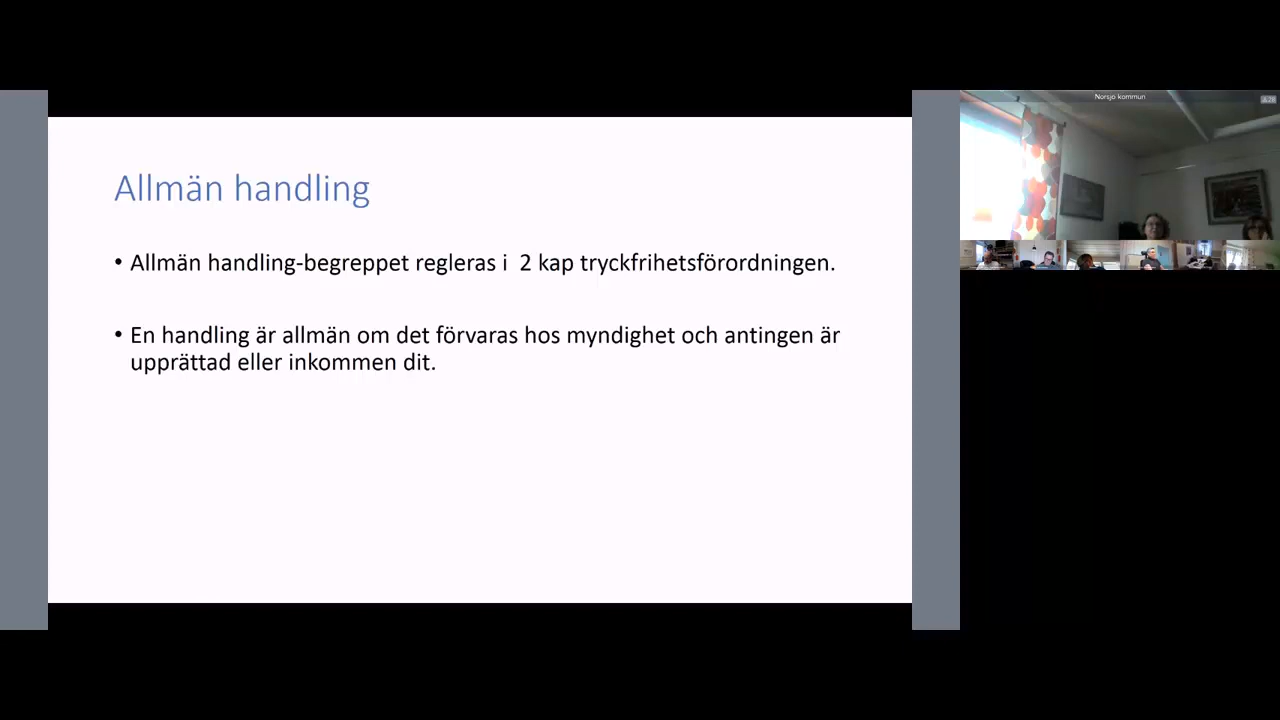 Allmän handling
• Allmän handling-begreppet regleras i  2 kap tryckfrihetsförordningen.
• En handling är allmän om det förvaras hos myndighet och antingen är
upprättad eller inkommen dit.
Norsjö kommun